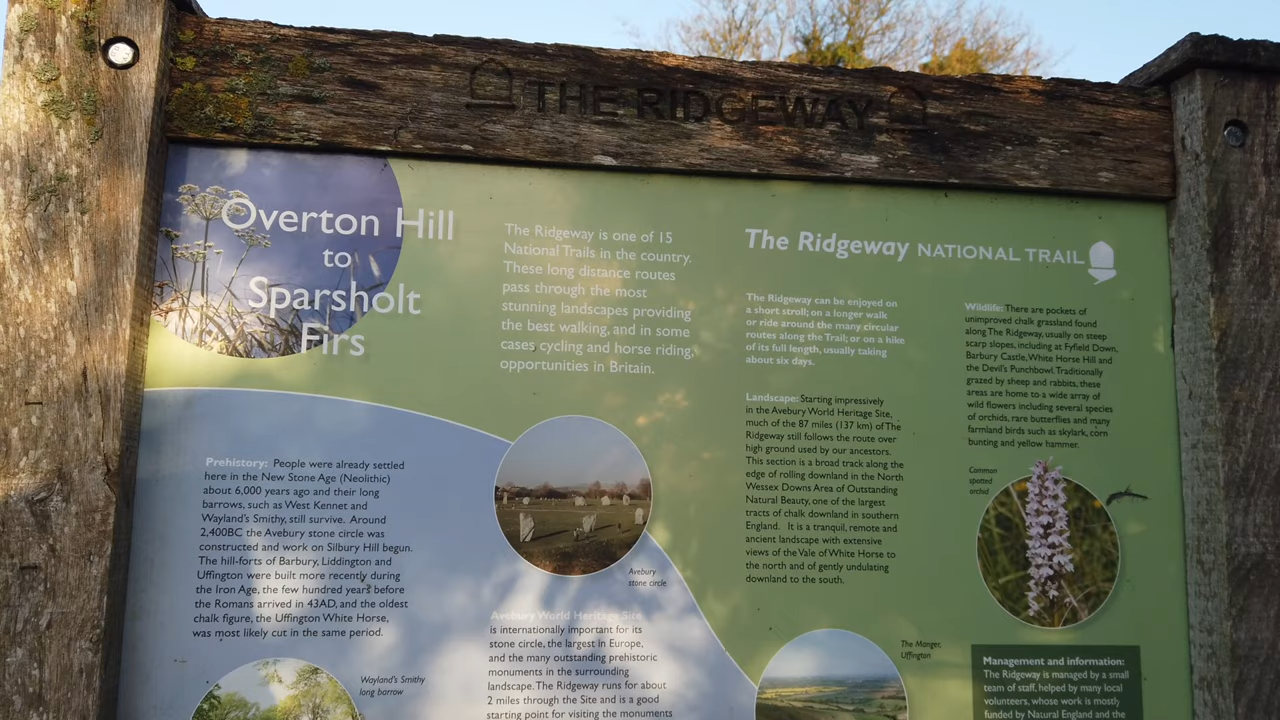 THE RIDGEWAY
Overton Hill
to
Sparsholt
Firs
The Ridgeway is one of 15
National Trails in the country.
These long distance routes
pass through the most
stunning landscapes providing
the best walking, and in some
cases cycling and horse riding,
opportunities in Britain.
The Ridgeway NATIONAL TRAIL
The Ridgeway can be enjoyed on
a short stroll; on a longer walk
or ride around the many circular
routes along the Trail; or on a hike
of its full length, usually taking
about six days.
Landscape: Starting impressively
in the Avebury World Heritage Site,
much of the 87 miles (137 km) of The
Ridgeway still follows the route over
high ground used by our ancestors.
This section is a broad track along the
edge of rolling downland in the North
Wessex Downs Area of Outstanding
Natural Beauty, one of the largest
tracts of chalk downland in southern
England. It is a tranquil, remote and
ancient landscape with extensive
views of the Vale of White Horse to
the north and of gently undulating
downland to the south.
Wildlife: There are pockets of
unimproved chalk grassland found
along The Ridgeway, usually on steep
scarp slopes, including at Fyfield Down,
Barbury Castle, White Horse Hill and
the Devil's Punchbowl. Traditionally
grazed by sheep and rabbits, these
areas are home to a wide array of
wild flowers including several species
of orchids, rare butterflies and many
farmland birds such as skylark, corn
bunting and yellow hammer.
Common
spotted
orchid
Prehistory: People were already settled
here in the New Stone Age (Neolithic)
about 6,000 years ago and their long
barrows, such as West Kennet and
Wayland's Smithy, still survive. Around
2,400BC the Avebury stone circle was
constructed and work on Silbury Hill begun.
The hill-forts of Barbury, Liddington and
Uffington were built more recently during
the Iron Age, the few hundred years before
the Romans arrived in 43AD, and the oldest
chalk figure, the Uffington White Horse,
was most likely cut in the same period.
Avebury
stone circle
Avebury World Heritage Site
is internationally important for its
stone circle, the largest in Europe,
and the many outstanding prehistoric
monuments in the surrounding
landscape. The Ridgeway runs for about
2 miles through the Site and is a good
starting point for visiting the monuments
Wayland's Smithy
long barrow
The Manger,
Uffington
Management and information:
The Ridgeway is managed by a small
team of staff, helped by many local
volunteers, whose work is mostly
funded by Natural England and the